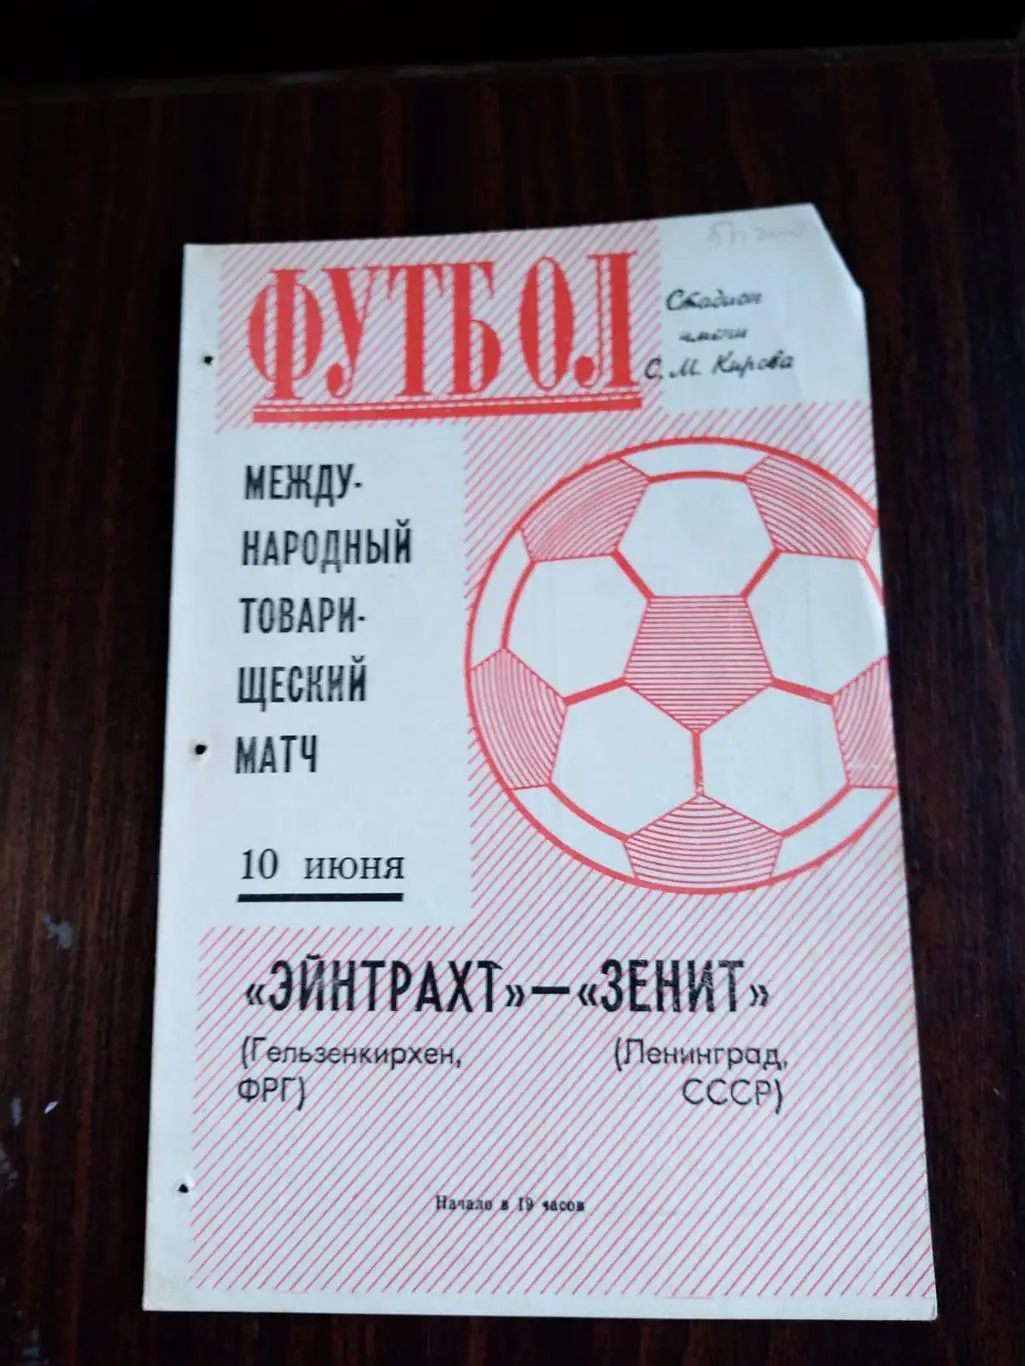 ФУТБОЛ
Стадион
имени
С. М. Кирова
МЕЖДУ-
НАРОДНЫЙ
ТОВАРИ-
ЩЕСКИЙ
МАТЧ
10 июня
«ЭЙНТРАХТ»—«ЗЕНИТ»
(Гельзенкирхен, (Ленинград,
ФРГ) СССР)
Начало в 19 часов